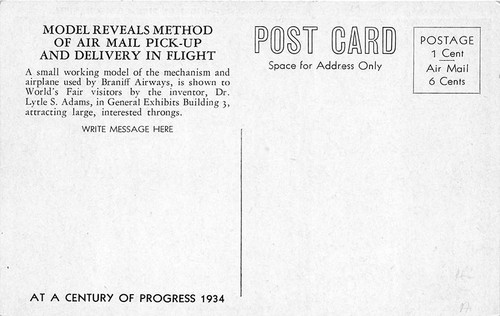 MODEL REVEALS METHOD
OF AIR MAIL PICK-UP
AND DELIVERY IN FLIGHT
A small working model of the mechanism and
airplane used by Braniff Airways, is shown to
World's Fair visitors by the inventor, Dr.
Lytle S. Adams, in General Exhibits Building 3,
attracting large, interested throngs.
WRITE MESSAGE HERE
AT A CENTURY OF PROGRESS 1934
POST CARD
Space for Address Only
POSTAGE
1 Cent
Air Mail
6 Cents